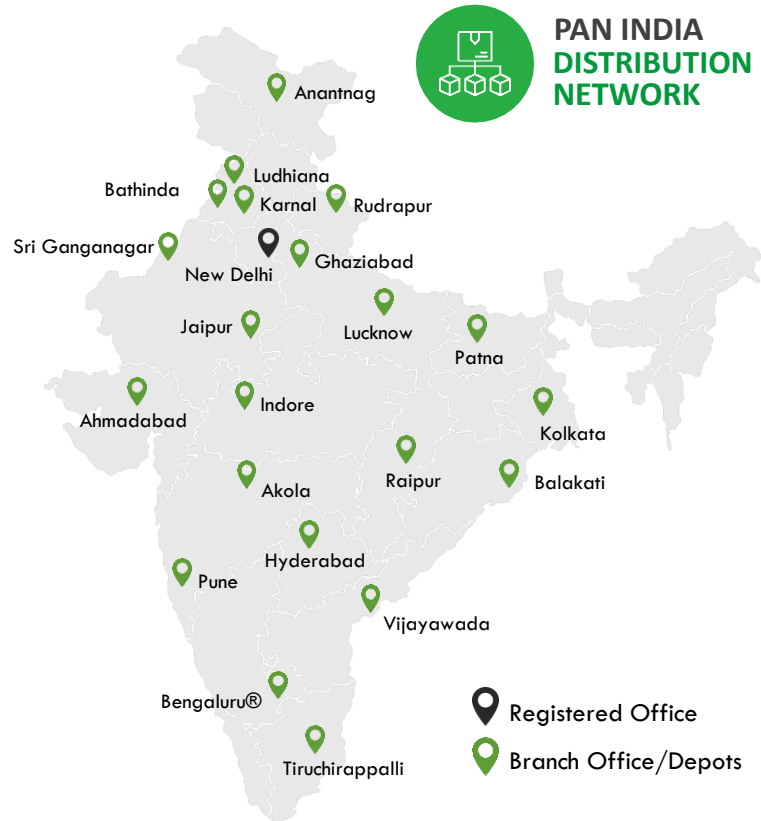 PAN INDIA
DISTRIBUTION
NETWORK
Anantnag
Ludhiana
Bathinda
Karnal
Rudrapur
Sri Ganganagar
New Delhi
Ghaziabad
Jaipur
Lucknow
Patna
Ahmadabad
Indore
Kolkata
Raipur
Balakati
Akola
Hyderabad
Pune
Vijayawada
Bengaluru®
Tiruchirappalli
Registered Office
Branch Office/Depots